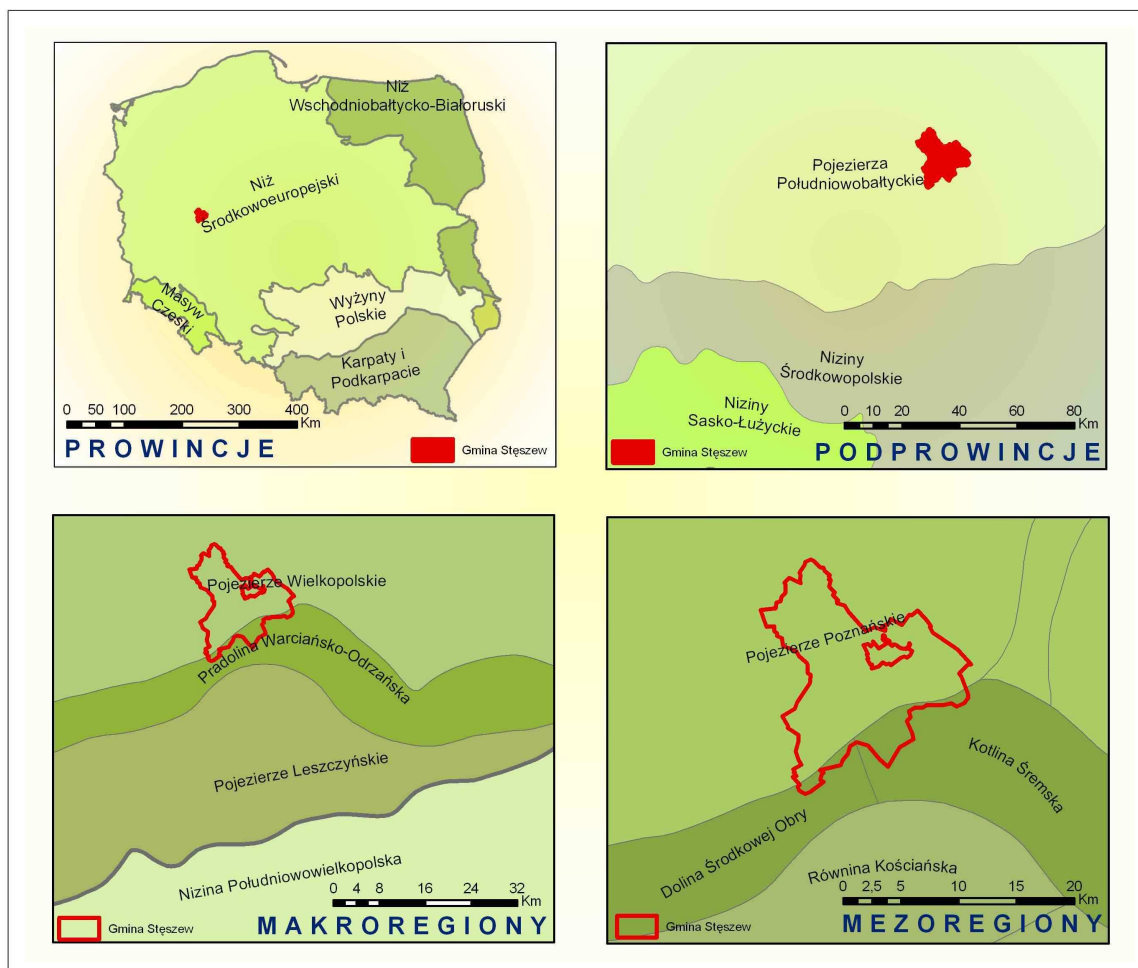 Niż
Wschodniobałtycko-Białoruski
Niż
Środkowoeuropejski
Masyw
Czeski
Wyżyny
Polskie
Karpaty i
Podkarpacie
0 50 100 200 300 400
Km
PROWINCJE
Gmina Stęszew
Pojezierza
Południowobałtyckie
Niziny
Środkowopolskie
Niziny
Sasko-Łużyckie
0 10 20 40 60 80
Km
Gmina Stęszew
PODPROWINCJE
Pojezierze Wielkopolskie
Pradolina Warciańsko-Odrzańska
Pojezierze Leszczyńskie
Nizina Południowowielkopolska
0 4 8 16 24 32
Km
Gmina Stęszew
MAKROREGIONY
Pojezierze Poznańskie
Kotlina Śremska
Dolina Środkowej Obry
Równina Kościańska
0 2,5 5 10 15 20
Km
Gmina Stęszew
MEZOREGIONY